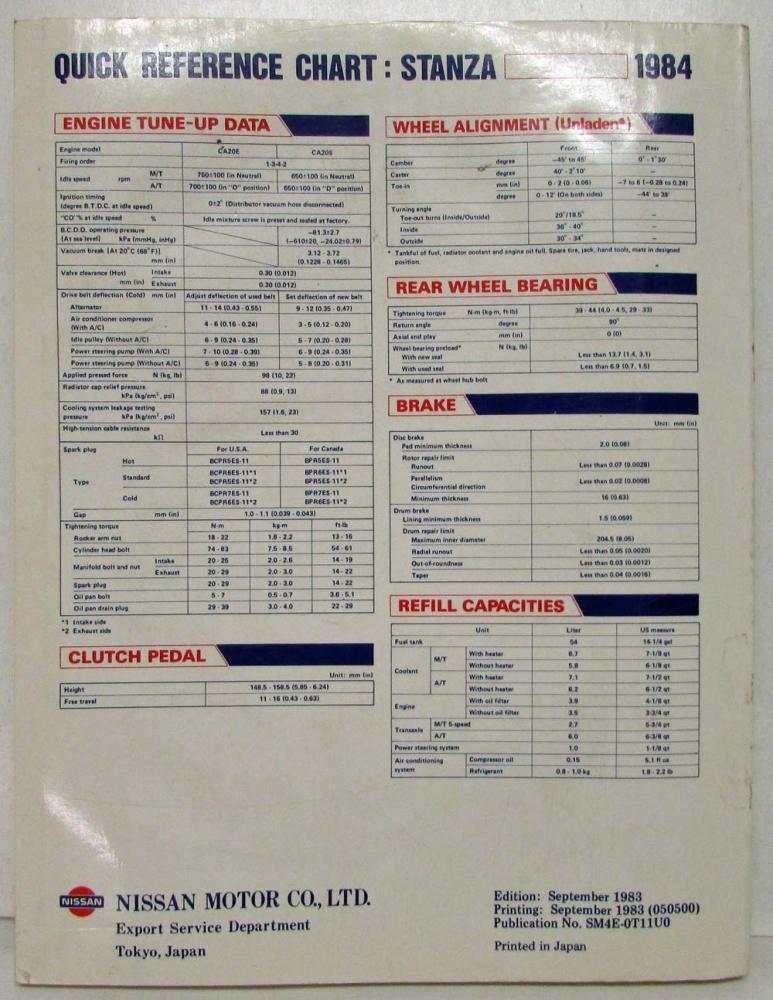 QUICK REFERENCE CHART : STANZA 1984
ENGINE TUNE-UP DATA
Engine model CA20E CA20S
Firing order 1-3-4-2
Idle speed rpm M/T 750±100 (in Neutral) 650±100 (in Neutral)
A/T 700±100 (in "D" position) 650±100 (in "D" position)
Ignition timing
(degree B.T.D.C. at idle speed) 0±2° (Distributor vacuum hose disconnected)
"CO"% at idle speed % Idle mixture screw is preset and sealed at factory.
B.C.D.D. operating pressure
(At sea level) kPa (mmHg, inHg) −81.3±2.7
(−610±20, −24.02±0.79)
Vacuum break [At 20°C (68°F)]
mm (in) 3.12 - 3.72
(0.1228 - 0.1465)
Valve clearance (Hot) Intake 0.30 (0.012)
mm (in) Exhaust 0.30 (0.012)
Drive belt deflection (Cold) mm (in) Adjust deflection of used belt Set deflection of new belt
Alternator 11 - 14 (0.43 - 0.55) 9 - 12 (0.35 - 0.47)
Air conditioner compressor
(With A/C) 4 - 6 (0.16 - 0.24) 3 - 5 (0.12 - 0.20)
Idle pulley (Without A/C) 6 - 9 (0.24 - 0.35) 5 - 7 (0.20 - 0.28)
Power steering pump (With A/C) 7 - 10 (0.28 - 0.39) 6 - 9 (0.24 - 0.35)
Power steering pump (Without A/C) 6 - 9 (0.24 - 0.35) 5 - 8 (0.20 - 0.31)
Applied pressed force N (kg, lb) 98 (10, 22)
Radiator cap relief pressure
kPa (kg/cm², psi) 88 (0.9, 13)
Cooling system leakage testing
pressure kPa (kg/cm², psi) 157 (1.6, 23)
High-tension cable resistance
kΩ Less than 30
Spark plug For U.S.A. For Canada
Type Hot BCPR5ES-11 BPR5ES-11
Standard BCPR6ES-11*1 BPR6ES-11*1
BCPR5ES-11*2 BPR5ES-11*2
Cold BCPR7ES-11 BPR7ES-11
BCPR6ES-11*2 BPR6ES-11*2
Gap mm (in) 1.0 - 1.1 (0.039 - 0.043)
Tightening torque N·m kg-m ft-lb
Rocker arm nut 18 - 22 1.8 - 2.2 13 - 16
Cylinder head bolt 74 - 83 7.5 - 8.5 54 - 61
Manifold bolt and nut Intake 20 - 25 2.0 - 2.6 14 - 19
Exhaust 20 - 29 2.0 - 3.0 14 - 22
Spark plug 20 - 29 2.0 - 3.0 14 - 22
Oil pan bolt 5 - 7 0.5 - 0.7 3.6 - 5.1
Oil pan drain plug 29 - 39 3.0 - 4.0 22 - 29
*1 Intake side
*2 Exhaust side
CLUTCH PEDAL
Unit: mm (in)
Height 148.5 - 158.5 (5.85 - 6.24)
Free travel 11 - 16 (0.43 - 0.63)
WHEEL ALIGNMENT (Unladen*)
Front Rear
Camber degree −45' to 45' 0° - 1°30'
Caster degree 40' - 2°10' –
Toe-in mm (in) 0 - 2 (0 - 0.08) −7 to 6 (−0.28 to 0.24)
degree 0 - 12' (On both sides) −44' to 38'
Turning angle
Toe-out turns (Inside/Outside) 20°/18.5° –
Inside 36° - 40° –
Outside 30° - 34° –
* Tankful of fuel, radiator coolant and engine oil full. Spare tire, jack, hand tools, mats in designed
position.
REAR WHEEL BEARING
Tightening torque N·m (kg-m, ft-lb) 39 - 44 (4.0 - 4.5, 29 - 33)
Return angle degree 90°
Axial end play mm (in) 0 (0)
Wheel bearing preload* N (kg, lb)
With new seal Less than 13.7 (1.4, 3.1)
With used seal Less than 6.9 (0.7, 1.5)
* As measured at wheel hub bolt
BRAKE
Unit: mm (in)
Disc brake
Pad minimum thickness 2.0 (0.08)
Rotor repair limit
Runout Less than 0.07 (0.0028)
Parallelism
Circumferential direction Less than 0.02 (0.0008)
Minimum thickness 16 (0.63)
Drum brake
Lining minimum thickness 1.5 (0.059)
Drum repair limit
Maximum inner diameter 204.5 (8.05)
Radial runout Less than 0.05 (0.0020)
Out-of-roundness Less than 0.03 (0.0012)
Taper Less than 0.04 (0.0016)
REFILL CAPACITIES
Unit Liter US measure
Fuel tank 54 14-1/4 gal
Coolant M/T With heater 6.7 7-1/8 qt
Without heater 5.8 6-1/8 qt
A/T With heater 7.1 7-1/2 qt
Without heater 6.2 6-1/2 qt
Engine With oil filter 3.9 4-1/8 qt
Without oil filter 3.5 3-3/4 qt
Transaxle M/T 5-speed 2.7 5-3/4 pt
A/T 6.0 6-3/8 qt
Power steering system 1.0 1-1/8 qt
Air conditioning
system Compressor oil 0.15 5.1 fl oz
Refrigerant 0.8 - 1.0 kg 1.8 - 2.2 lb
NISSAN NISSAN MOTOR CO., LTD.
Export Service Department
Tokyo, Japan
Edition: September 1983
Printing: September 1983 (050500)
Publication No. SM4E-0T11U0
Printed in Japan